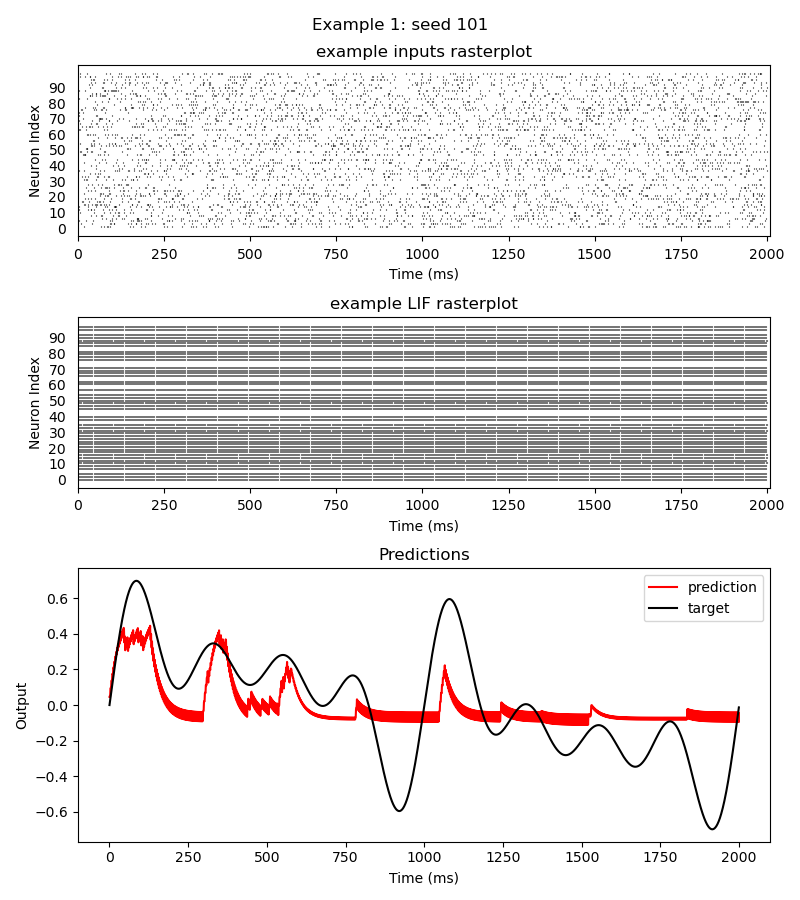 Example 1: seed 101
example inputs rasterplot
Neuron Index
90
80
70
60
50
40
30
20
10
0
0 250 500 750 1000 1250 1500 1750 2000
Time (ms)
example LIF rasterplot
Neuron Index
90
80
70
60
50
40
30
20
10
0
0 250 500 750 1000 1250 1500 1750 2000
Time (ms)
Predictions
prediction
target
Output
0.6
0.4
0.2
0.0
−0.2
−0.4
−0.6
0 250 500 750 1000 1250 1500 1750 2000
Time (ms)